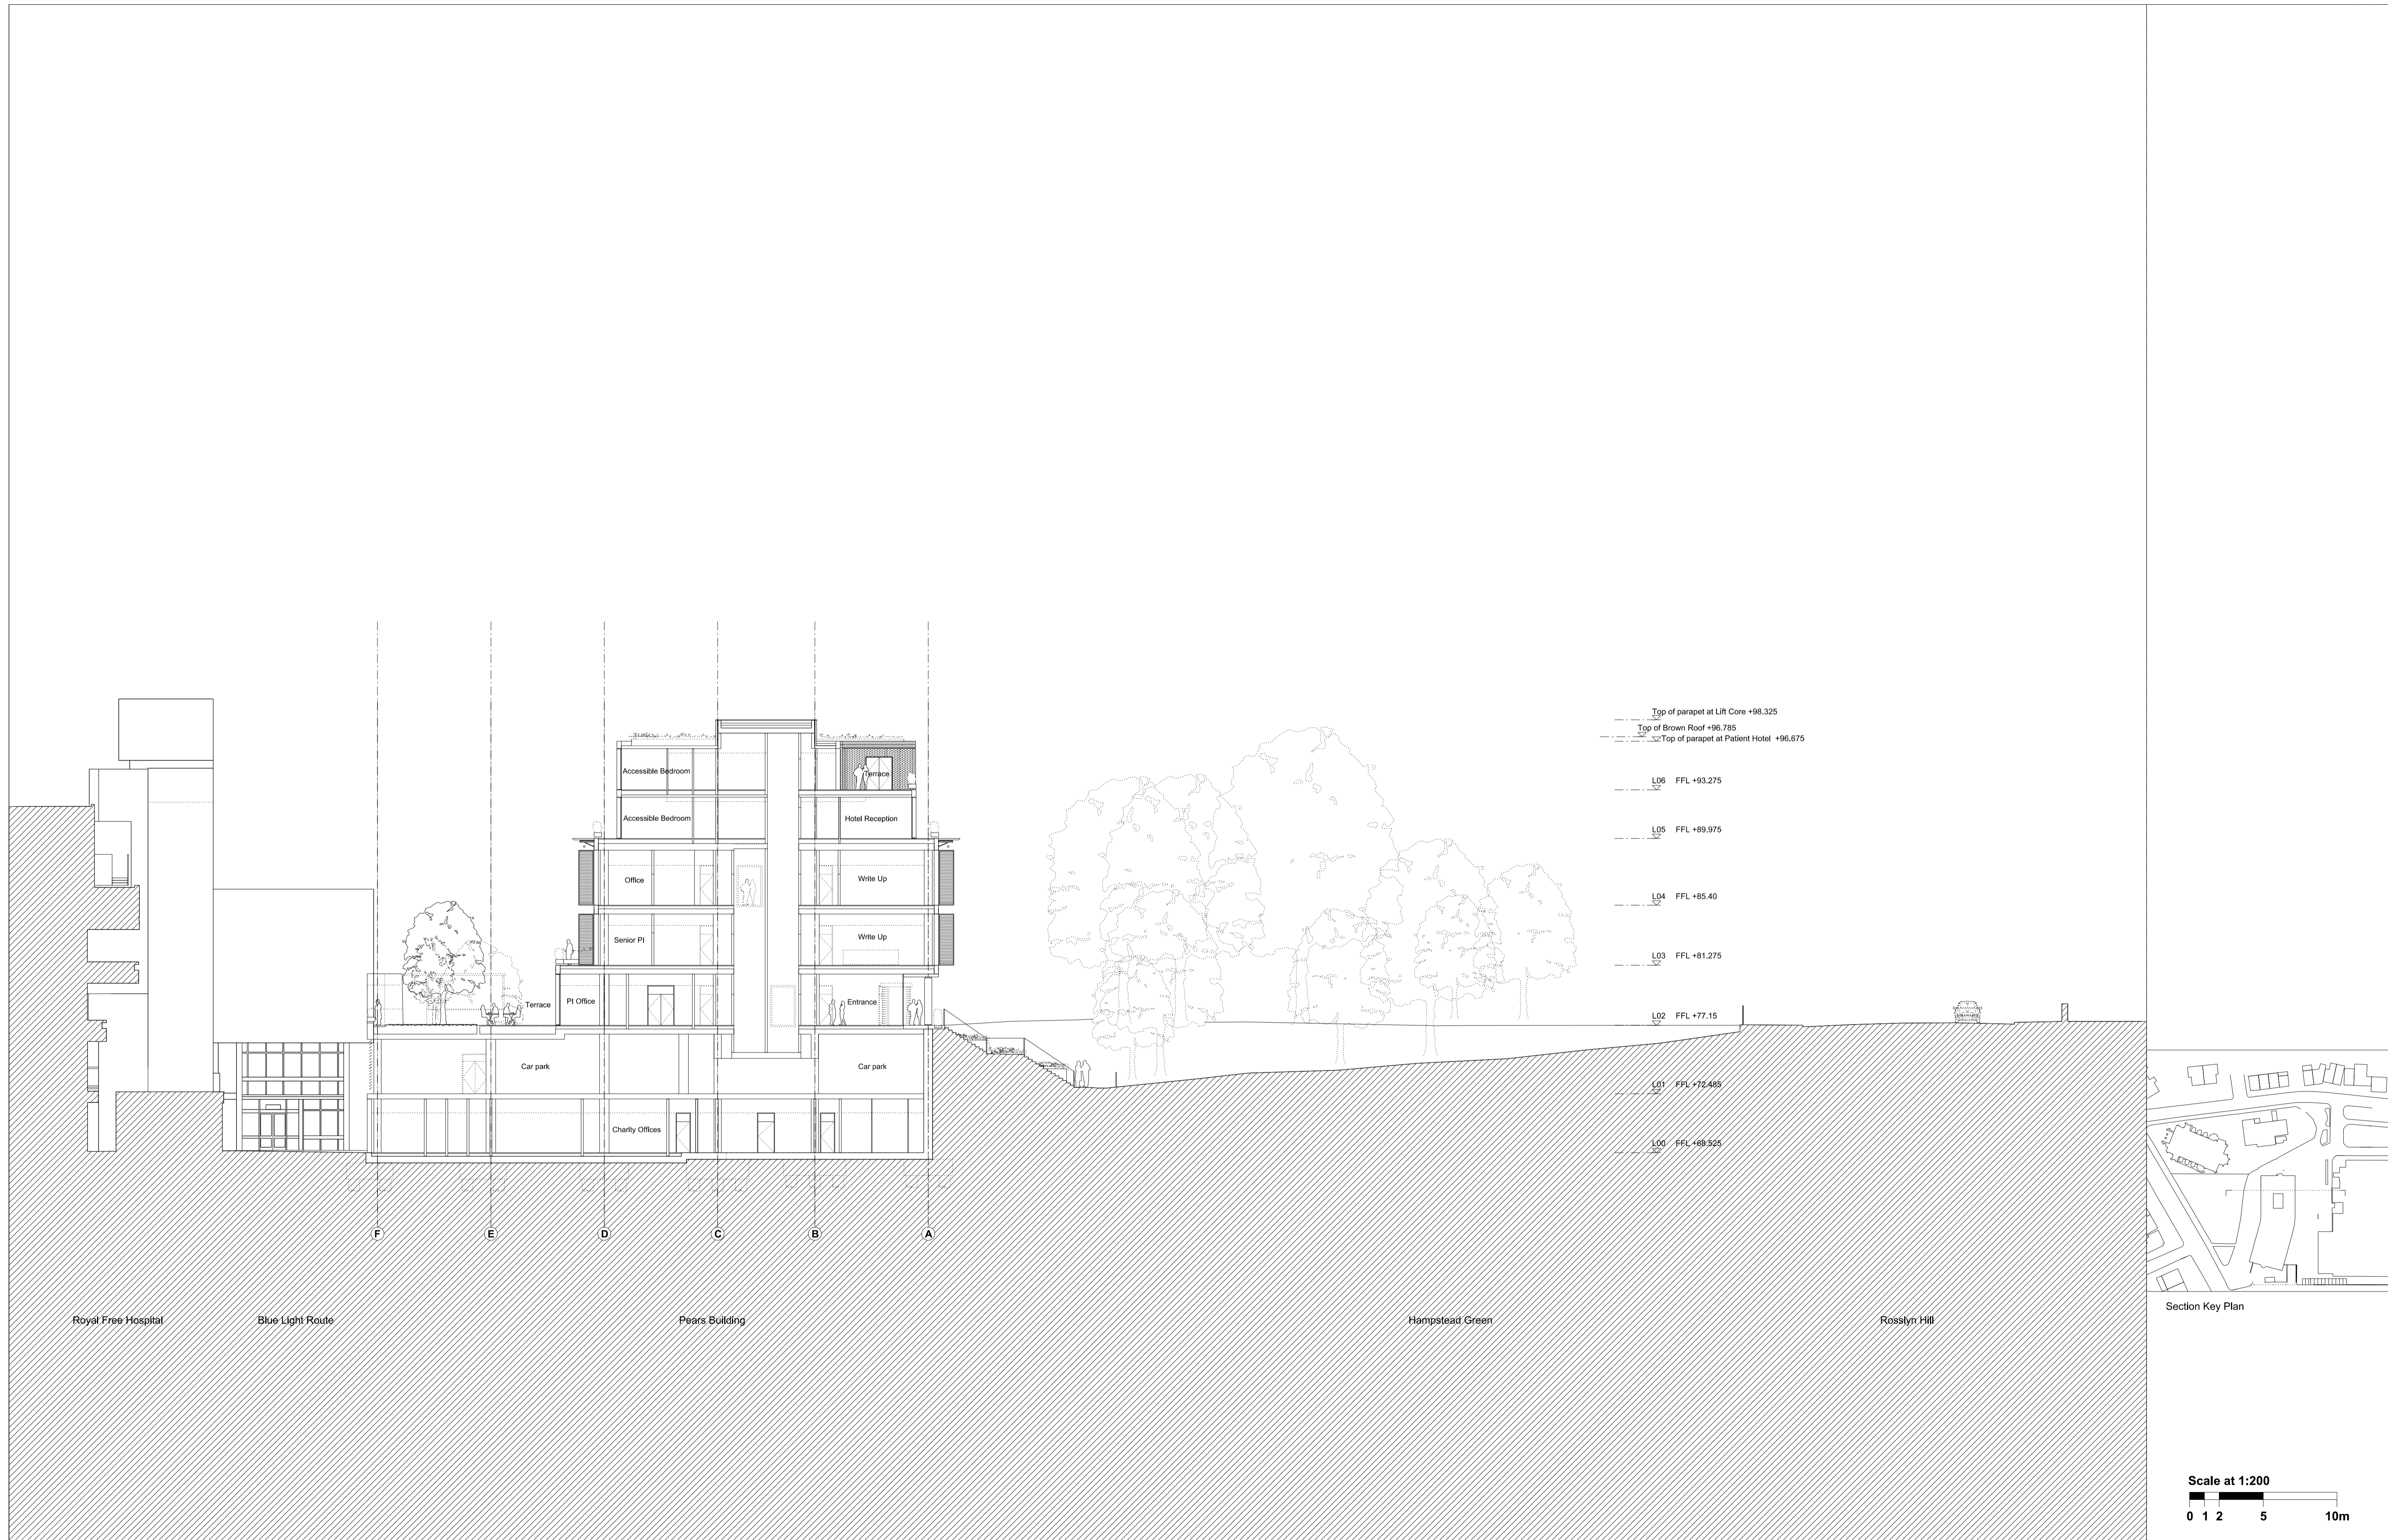 Top of parapet at Lift Core +98.325
Top of Brown Roof +96.785
Top of parapet at Patient Hotel +96.675
Accessible Bedroom
Terrace
L06 FFL +93.275
Accessible Bedroom
Hotel Reception
L05 FFL +89.975
Office
Write Up
L04 FFL +85.40
Senior PI
Write Up
L03 FFL +81.275
Terrace
PI Office
Entrance
L02 FFL +77.15
Car park
Car park
L01 FFL +72.485
Charity Offices
L00 FFL +68.525
F
E
D
C
B
A
Royal Free Hospital
Blue Light Route
Pears Building
Hampstead Green
Rosslyn Hill
Section Key Plan
Scale at 1:200
0 1 2 5 10m